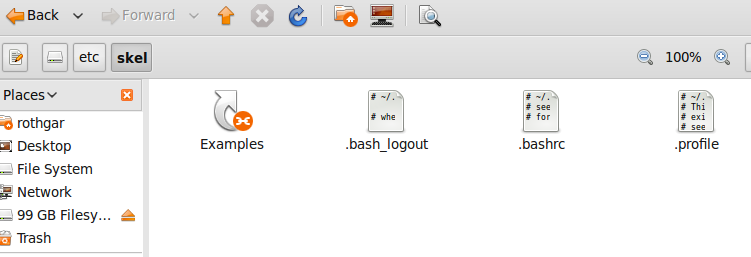 Back
Forward
etc
skel
100%
Places
rothgar
Desktop
File System
Network
99 GB Filesy...
Trash
# ~/.
# whe
Examples
.bash_logout
# ~/.
# see
# for
.bashrc
# ~/.
# Thi
# exi
# see
.profile